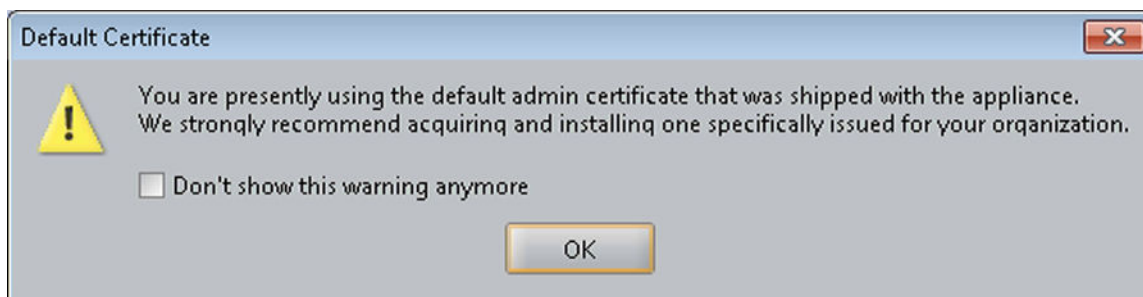 Default Certificate
You are presently using the default admin certificate that was shipped with the appliance.
We strongly recommend acquiring and installing one specifically issued for your organization.
Don't show this warning anymore
OK